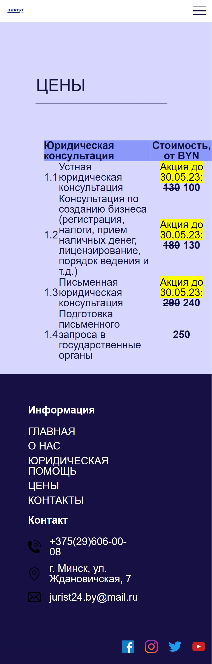 JURIST
ЦЕНЫ
Юридическая Стоимость,
консультация от BYN
Устная Акция до
1.1 юридическая 30.05.23:
консультация 130 100
Консультация по
созданию бизнеса
(регистрация, Акция до
1.2 налоги, прием 30.05.23:
наличных денег, 180 130
лицензирование,
порядок ведения и
т.д.)
Письменная Акция до
1.3 юридическая 30.05.23:
консультация 290 240
Подготовка
письменного
1.4 запроса в 250
государственные
органы
Информация
ГЛАВНАЯ
О НАС
ЮРИДИЧЕСКАЯ
ПОМОЩЬ
ЦЕНЫ
КОНТАКТЫ
Контакт
+375(29)606-00-
08
г. Минск, ул.
Ждановичская, 7
jurist24.by@mail.ru